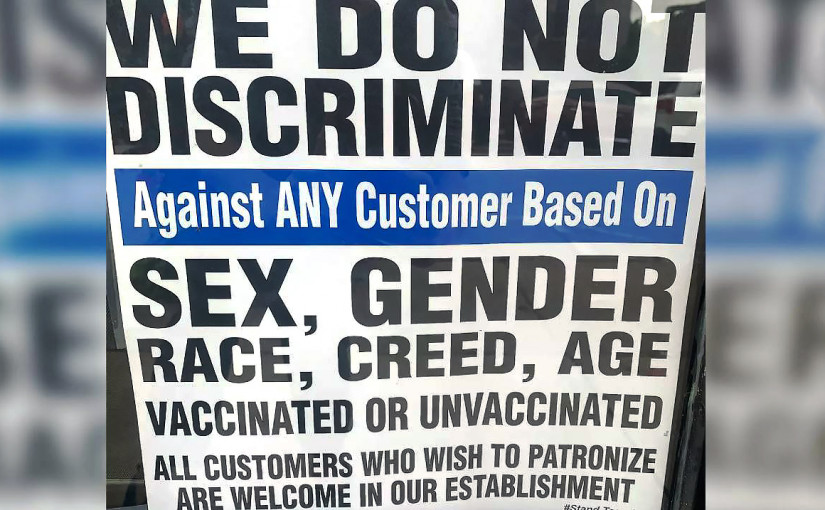 WE DO NOT
DISCRIMINATE
Against ANY Customer Based On
SEX, GENDER
RACE, CREED, AGE
VACCINATED OR UNVACCINATED
ALL CUSTOMERS WHO WISH TO PATRONIZE
ARE WELCOME IN OUR ESTABLISHMENT
#Stand